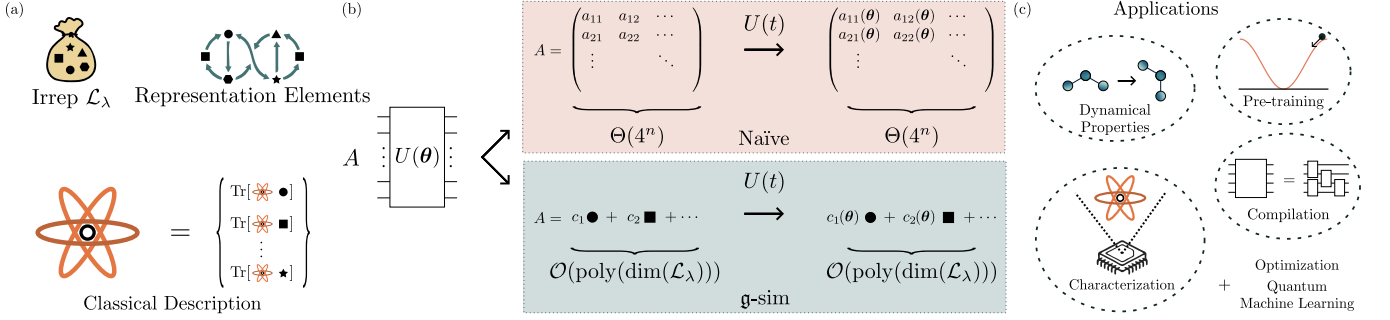 (a)
Irrep 𝓛_λ
Representation Elements
Tr[ ]
Tr[ ]
⋮
Tr[ ]
=
Classical Description
(b)
A
U(𝜽)
A = ( a₁₁ a₁₂ ⋯
a₂₁ a₂₂ ⋯
⋮ ⋱ )
Θ(4ⁿ)
U(t)
⟶
Naïve
a₁₁(𝜽) a₁₂(𝜽) ⋯
a₂₁(𝜽) a₂₂(𝜽) ⋯
⋮ ⋱
Θ(4ⁿ)
A = c₁● + c₂■ + ⋯
𝒪(poly(dim(𝓛_λ)))
U(t)
⟶
𝔤-sim
c₁(𝜽)● + c₂(𝜽)■ + ⋯
𝒪(poly(dim(𝓛_λ)))
(c)
Applications
Dynamical
Properties
Pre-training
=
Compilation
Characterization
+
Optimization
Quantum
Machine Learning